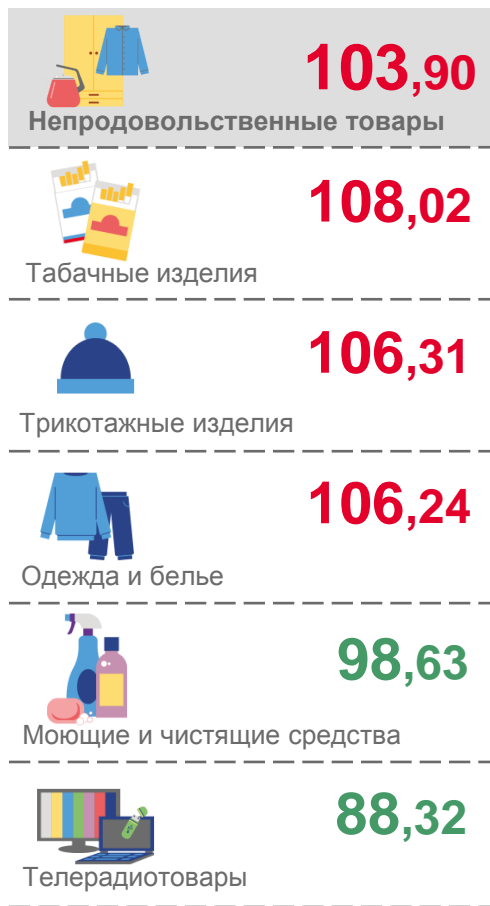 103,90
Непродовольственные товары
108,02
Табачные изделия
106,31
Трикотажные изделия
106,24
Одежда и белье
98,63
Моющие и чистящие средства
88,32
Телерадиотовары